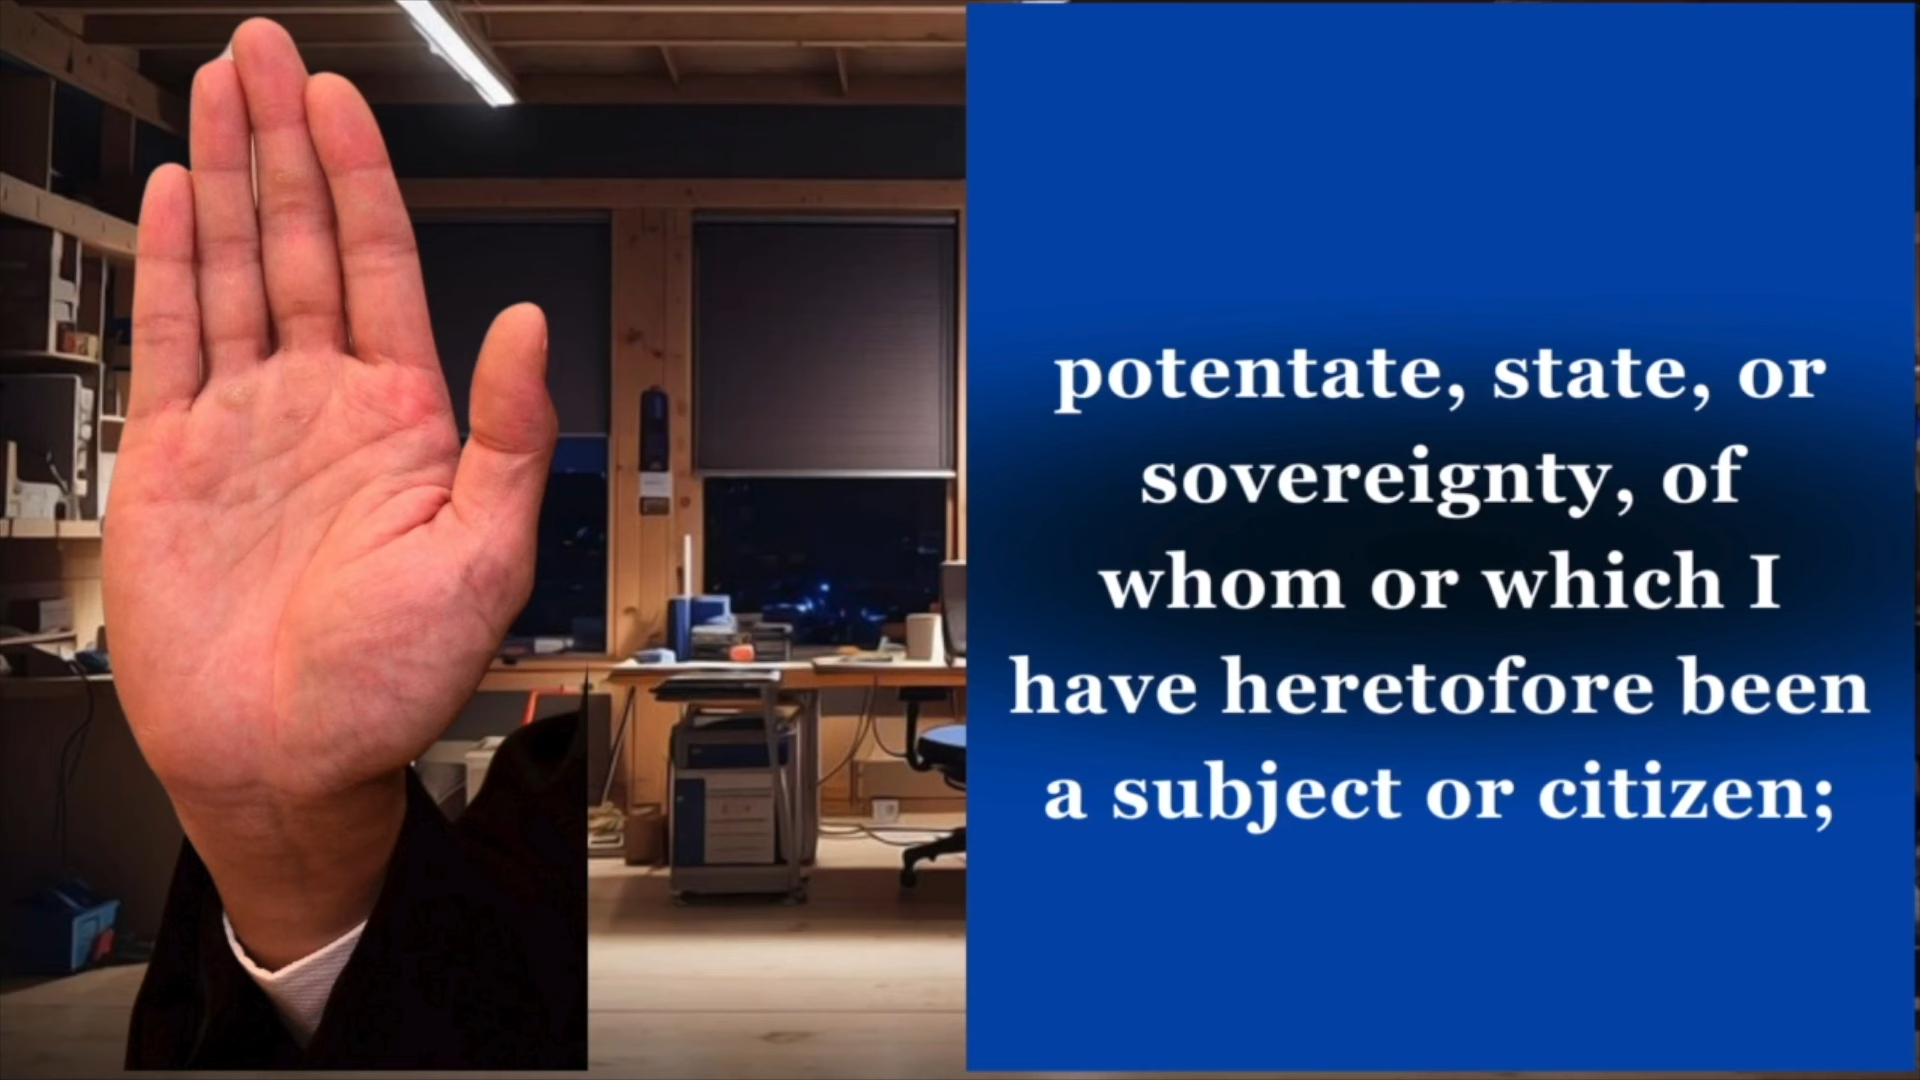 potentate, state, or
sovereignty, of
whom or which I
have heretofore been
a subject or citizen;